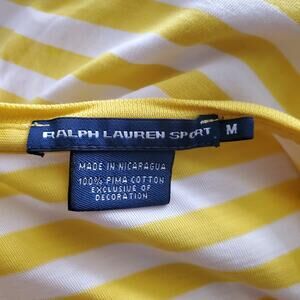 RALPH LAUREN SPORT M
MADE IN NICARAGUA
100% PIMA COTTON
EXCLUSIVE OF
DECORATION